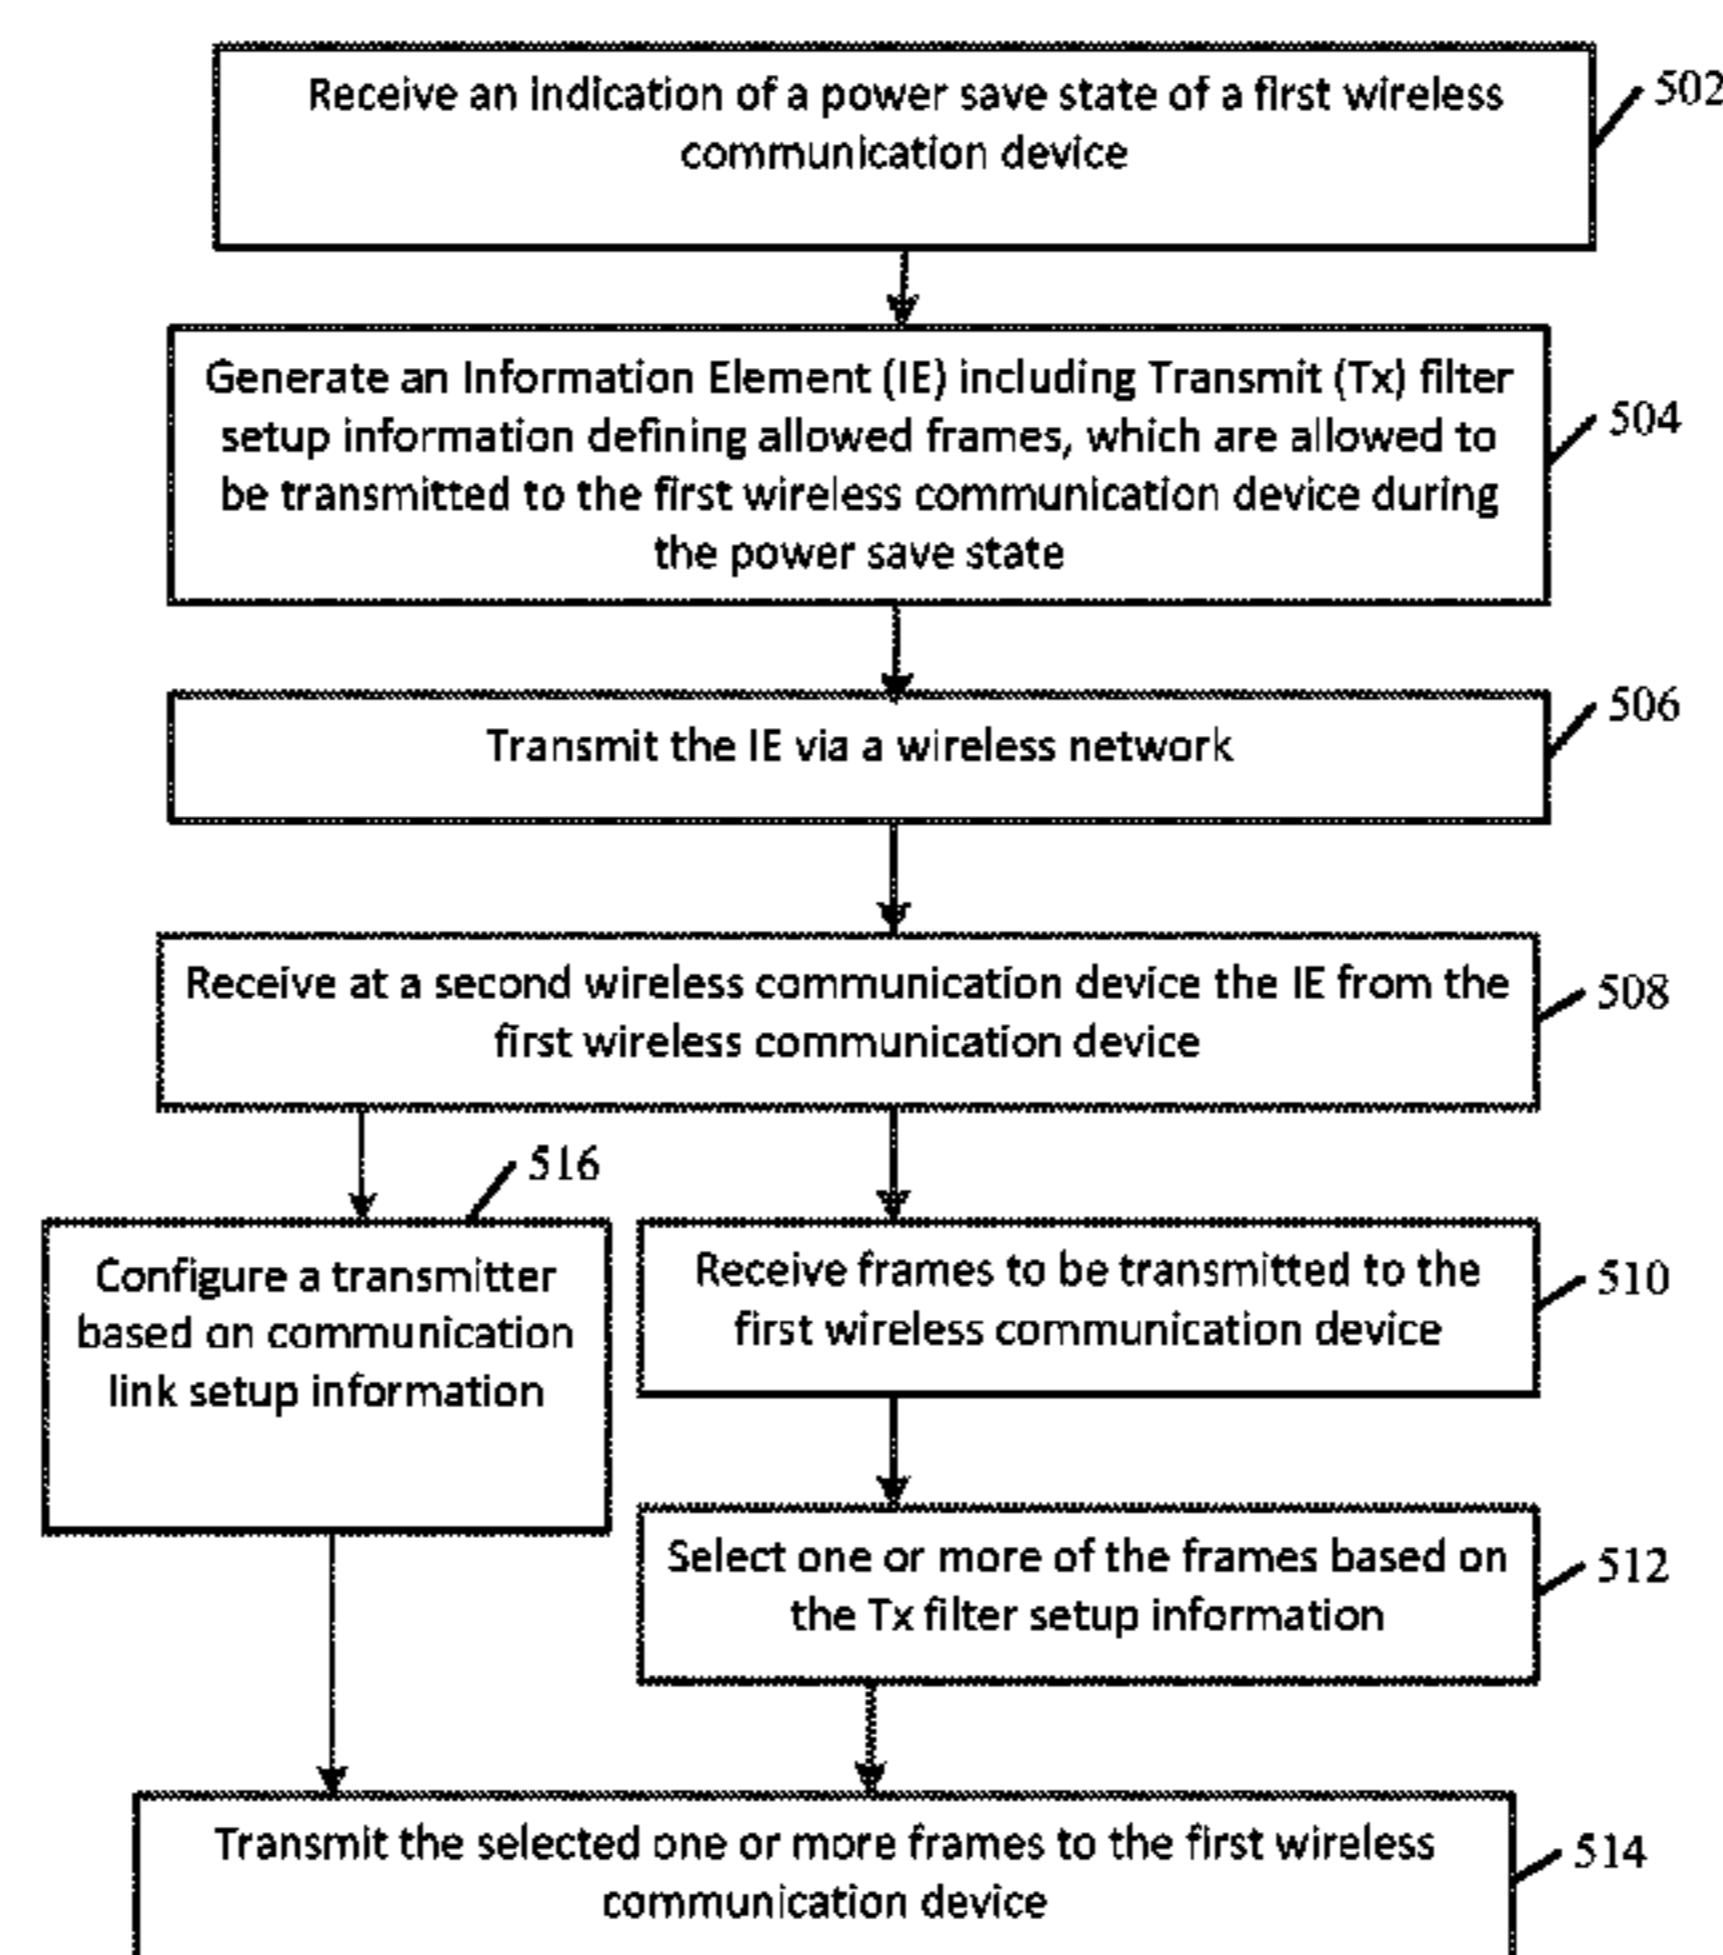 Receive an indication of a power save state of a first wireless
communication device
502
Generate an Information Element (IE) including Transmit (Tx) filter
setup information defining allowed frames, which are allowed to
be transmitted to the first wireless communication device during
the power save state
504
Transmit the IE via a wireless network
506
Receive at a second wireless communication device the IE from the
first wireless communication device
508
516
Configure a transmitter
based on communication
link setup information
Receive frames to be transmitted to the
first wireless communication device
510
Select one or more of the frames based on
the Tx filter setup information
512
Transmit the selected one or more frames to the first wireless
communication device
514